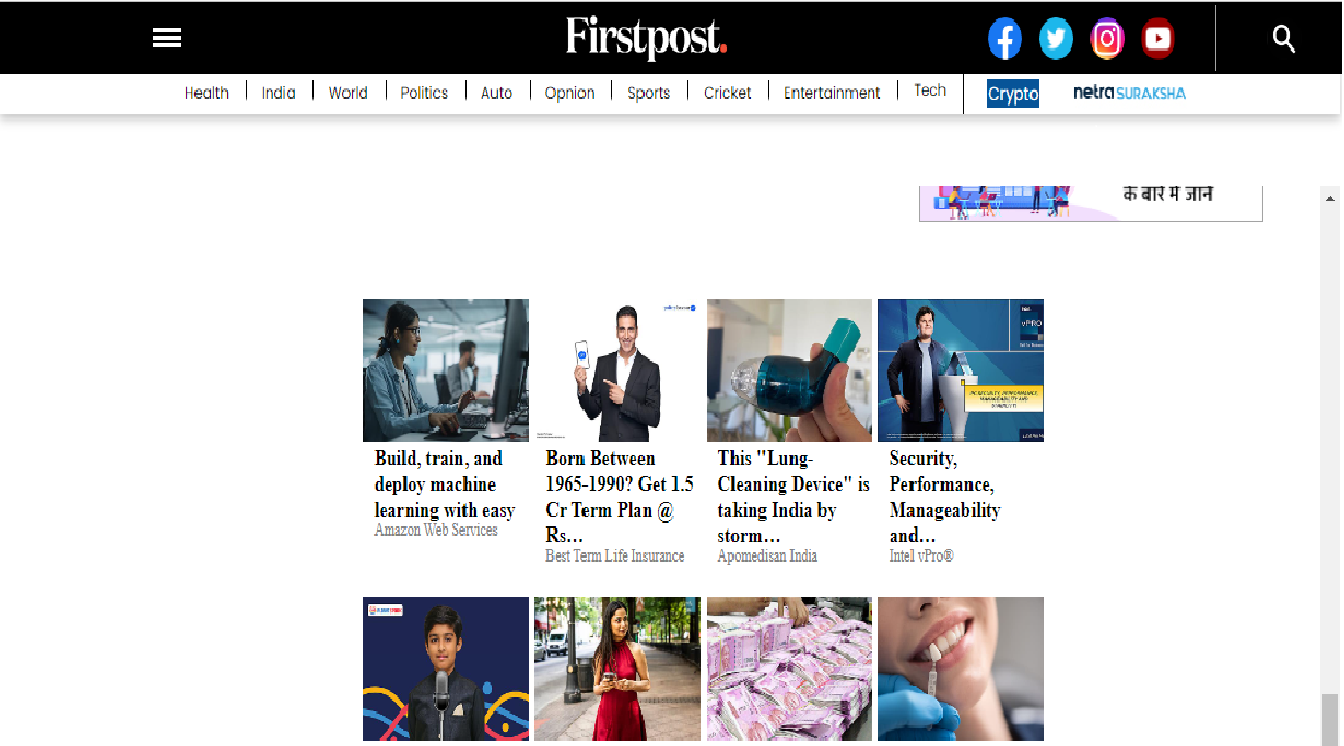 Firstpost.
Health
India
World
Politics
Auto
Opnion
Sports
Cricket
Entertainment
Tech
Crypto
netra SURAKSHA
के बारे में जानें
Build, train, and
deploy machine
learning with easy
Amazon Web Services
Born Between
1965-1990? Get 1.5
Cr Term Plan @
Rs...
Best Term Life Insurance
This "Lung-
Cleaning Device" is
taking India by
storm...
Apomedisan India
Security,
Performance,
Manageability
and...
Intel vPro®